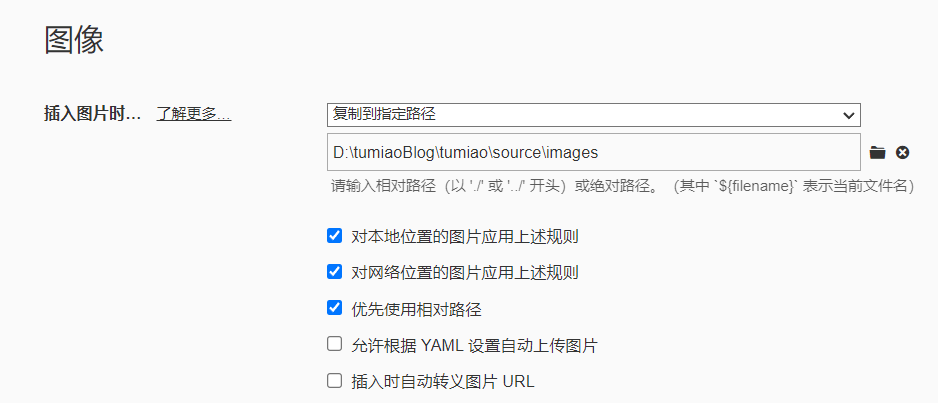 图像
插入图片时... 了解更多... 复制到指定路径
D:\tumiaoBlog\tumiao\source\images
请输入相对路径（以 './' 或 '../' 开头）或绝对路径。（其中 `${filename}` 表示当前文件名）
对本地位置的图片应用上述规则
对网络位置的图片应用上述规则
优先使用相对路径
允许根据 YAML 设置自动上传图片
插入时自动转义图片 URL